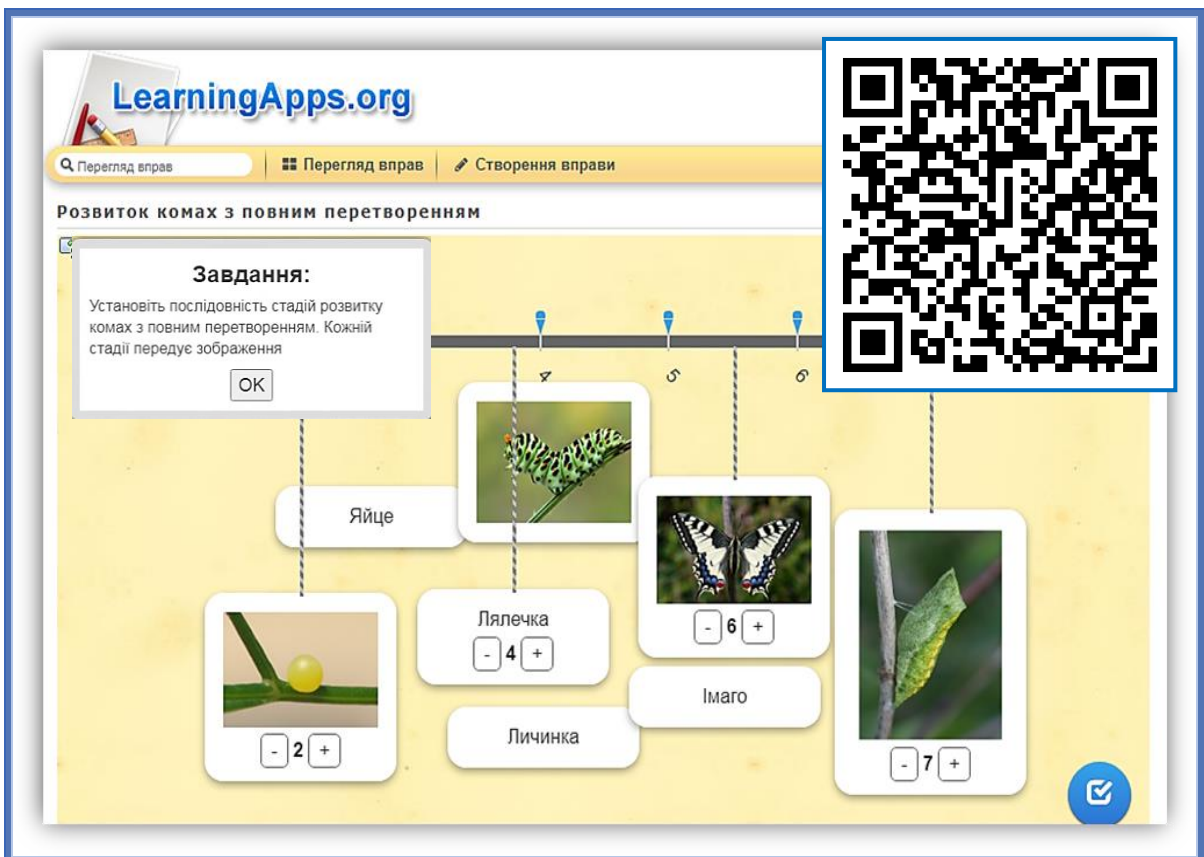 LearningApps.org
Перегляд вправ
Перегляд вправ
Створення вправи
Розвиток комах з повним перетворенням
Завдання:
Установіть послідовність стадій розвитку
комах з повним перетворенням. Кожній
стадії передує зображення
OK
4
5
6
Яйце
Лялечка
- 4 +
- 6 +
Імаго
Личинка
- 2 +
- 7 +